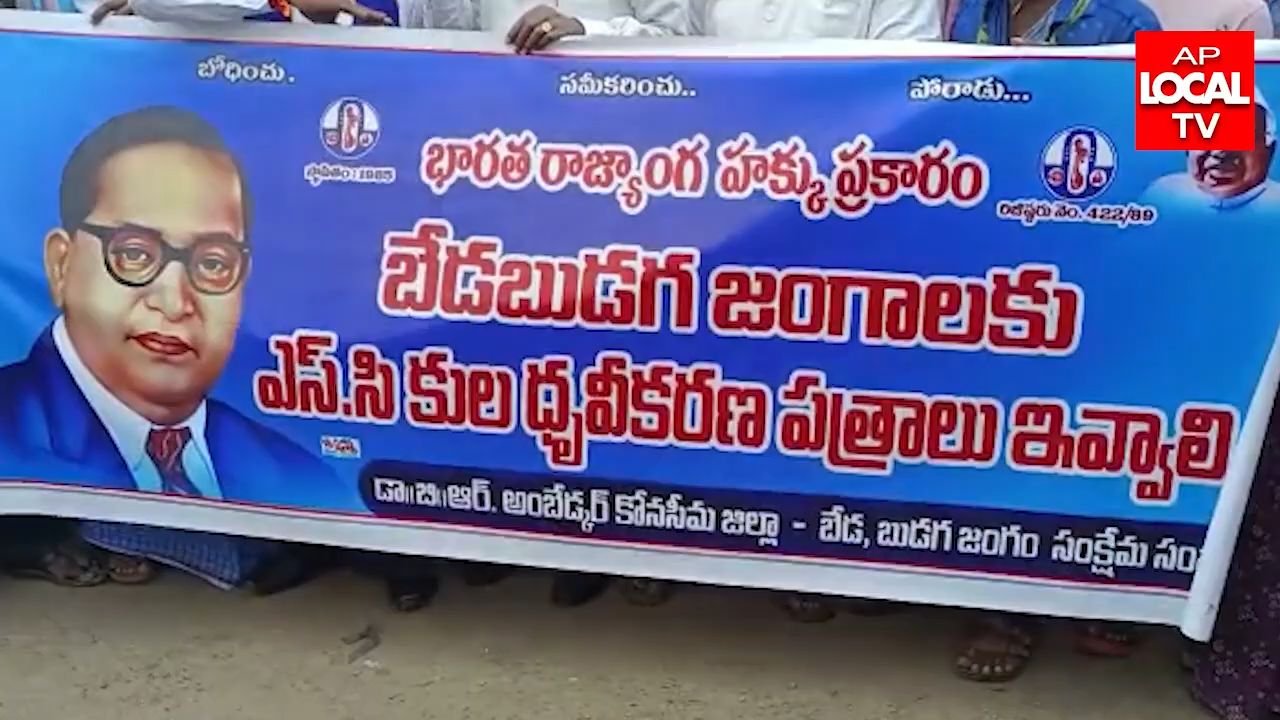 బోధించు. సమీకరించు.. పోరాడు...
AP
LOCAL
TV
స్థాపితం : 1985
భారత రాజ్యాంగ హక్కు ప్రకారం
రిజిష్టరు నెం. 422/89
బేడబుడగ జంగాలకు
ఎస్.సి కుల ధృవీకరణ పత్రాలు ఇవ్వాలి
డా॥బి॥ఆర్. అంబేడ్కర్ కోనసీమ జిల్లా - బేడ, బుడగ జంగం సంక్షేమ